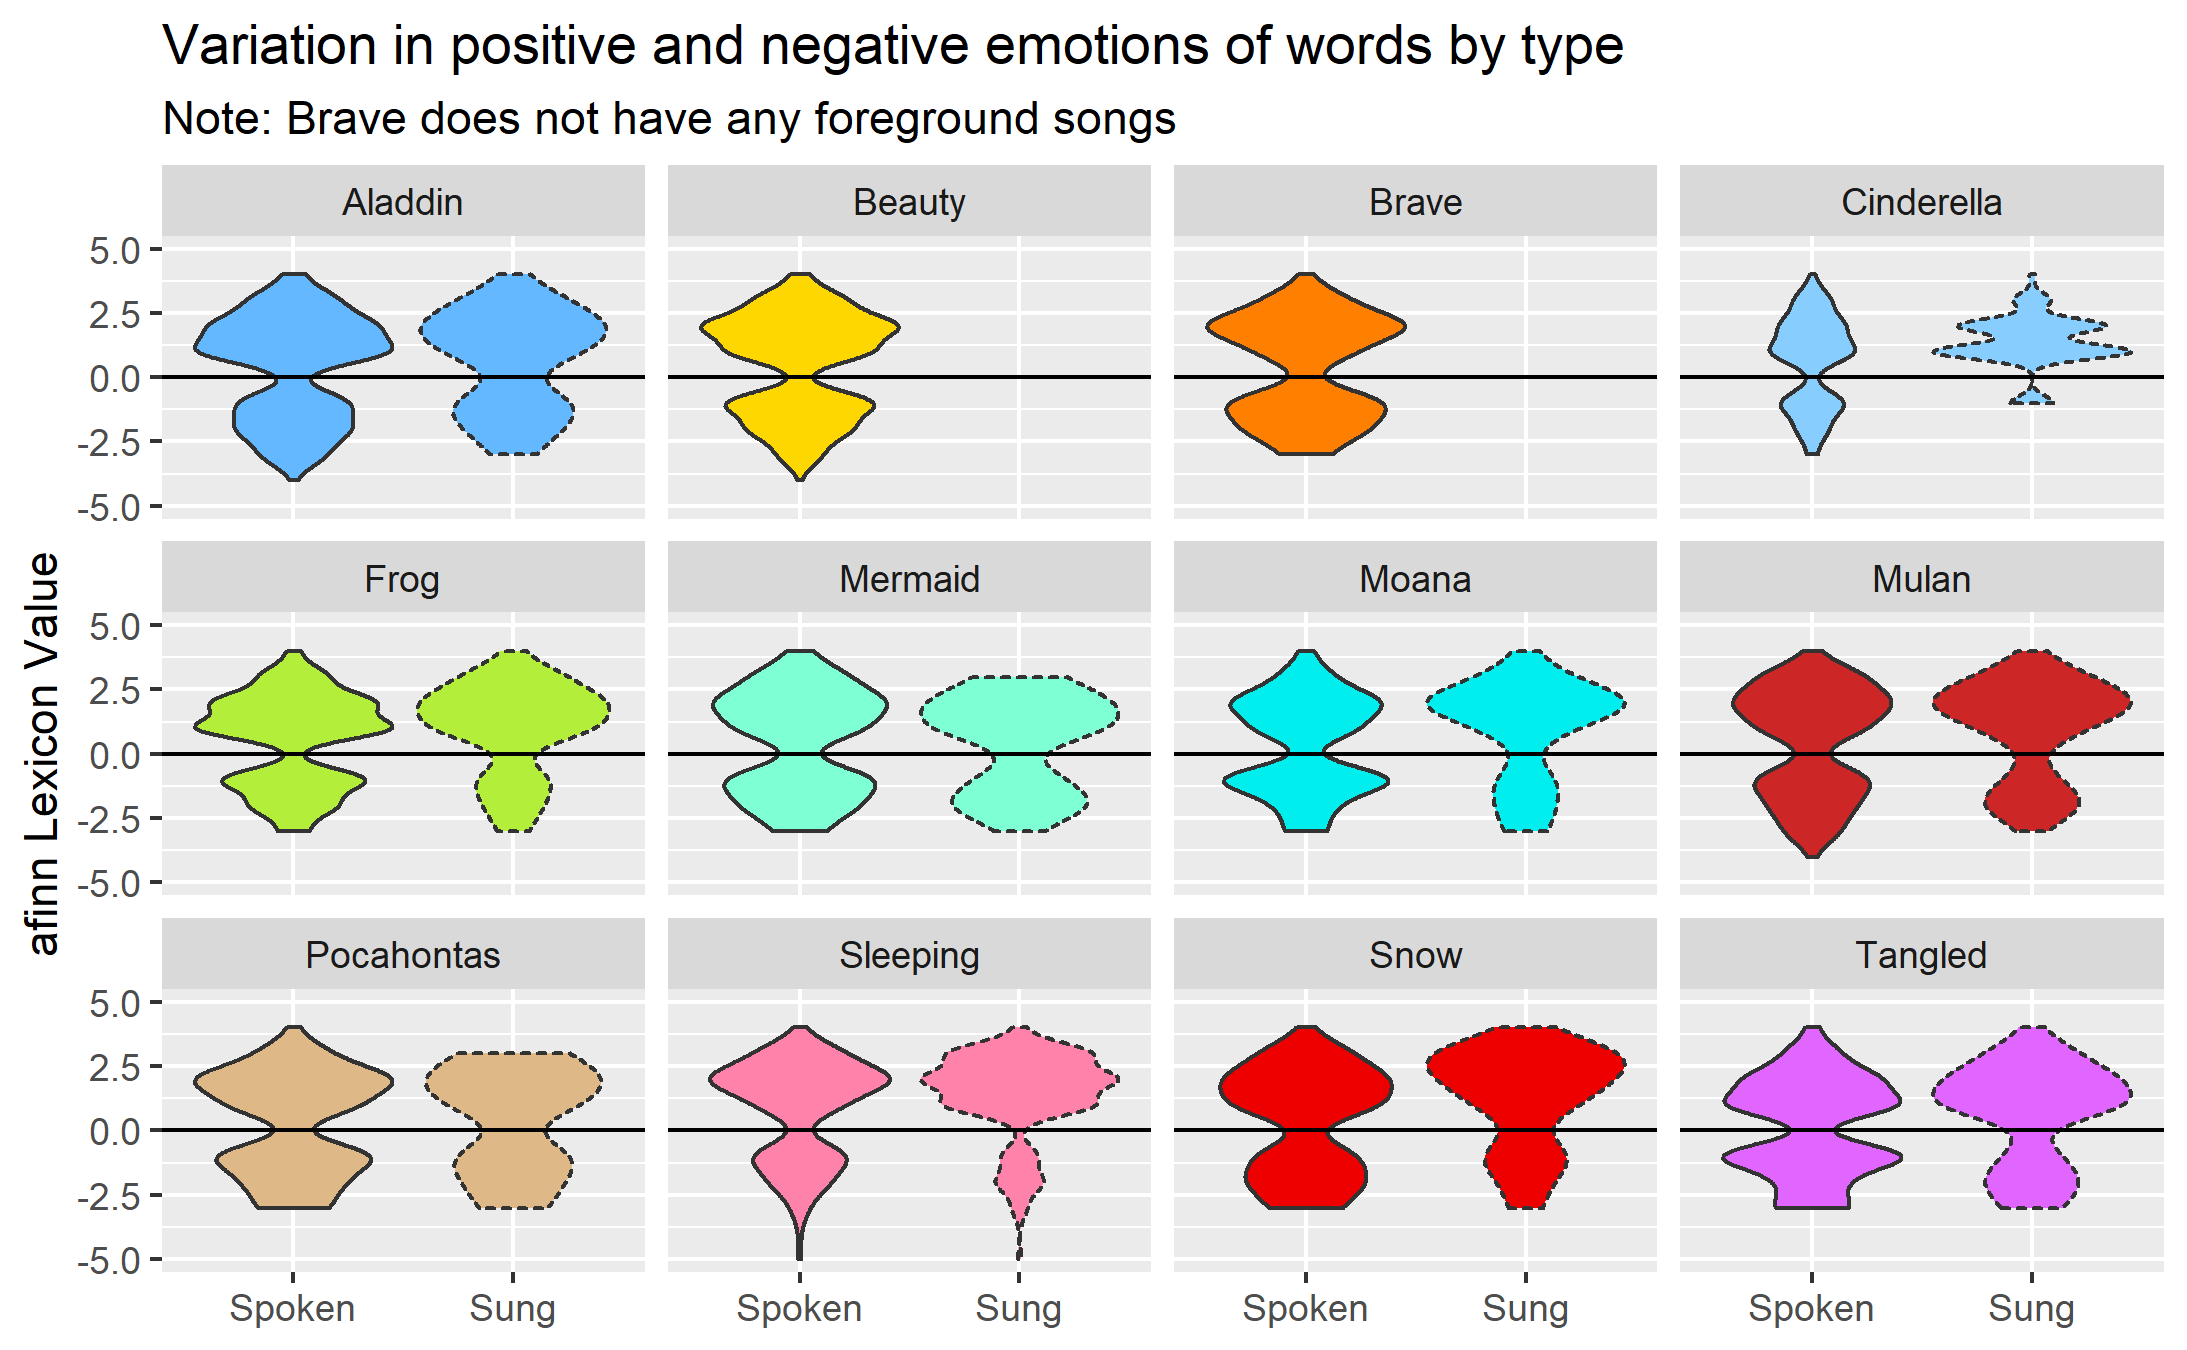 Variation in positive and negative emotions of words by type
Note: Brave does not have any foreground songs
Aladdin Beauty Brave Cinderella
5.0
2.5
0.0
-2.5
-5.0
Frog Mermaid Moana Mulan
5.0
2.5
0.0
-2.5
-5.0
afinn Lexicon Value
Pocahontas Sleeping Snow Tangled
5.0
2.5
0.0
-2.5
-5.0
Spoken Sung Spoken Sung Spoken Sung Spoken Sung